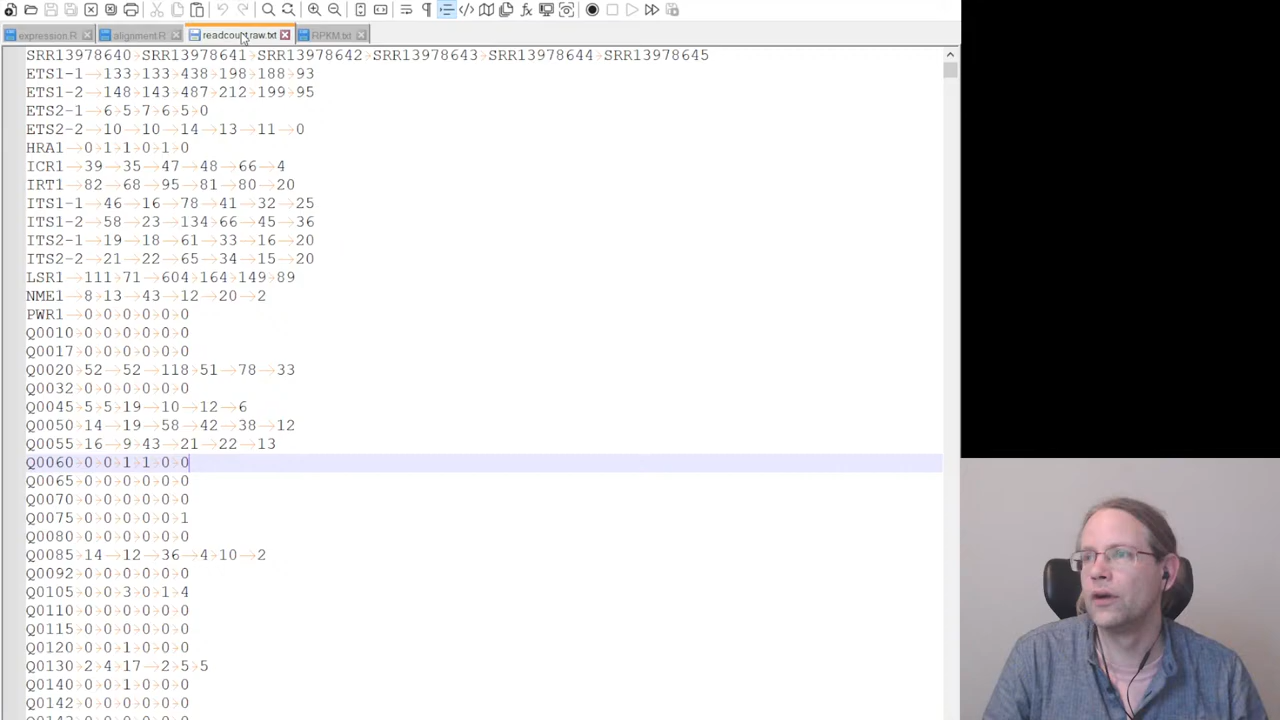 expression.R alignment.R readcount.raw.txt RPKM.txt
SRR13978640→SRR13978641→SRR13978642→SRR13978643→SRR13978644→SRR13978645
ETS1-1→133→133→438→198→188→93
ETS1-2→148→143→487→212→199→95
ETS2-1→6→5→7→6→5→0
ETS2-2→10→10→14→13→11→0
HRA1→0→1→1→0→1→0
ICR1→39→35→47→48→66→4
IRT1→82→68→95→81→80→20
ITS1-1→46→16→78→41→32→25
ITS1-2→58→23→134→66→45→36
ITS2-1→19→18→61→33→16→20
ITS2-2→21→22→65→34→15→20
LSR1→111→71→604→164→149→89
NME1→8→13→43→12→20→2
PWR1→0→0→0→0→0→0
Q0010→0→0→0→0→0→0
Q0017→0→0→0→0→0→0
Q0020→52→52→118→51→78→33
Q0032→0→0→0→0→0→0
Q0045→5→5→19→10→12→6
Q0050→14→19→58→42→38→12
Q0055→16→9→43→21→22→13
Q0060→0→0→1→1→0→0
Q0065→0→0→0→0→0→0
Q0070→0→0→0→0→0→0
Q0075→0→0→0→0→0→1
Q0080→0→0→0→0→0→0
Q0085→14→12→36→4→10→2
Q0092→0→0→0→0→0→0
Q0105→0→0→3→0→1→4
Q0110→0→0→0→0→0→0
Q0115→0→0→0→0→0→0
Q0120→0→0→1→0→0→0
Q0130→2→4→17→2→5→5
Q0140→0→0→1→0→0→0
Q0142→0→0→0→0→0→0